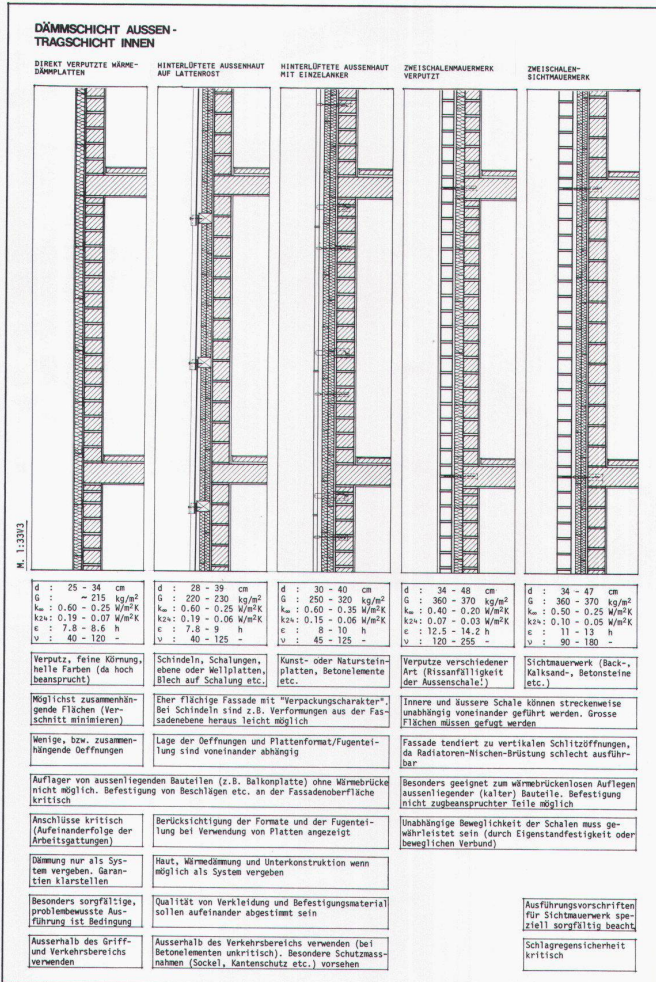 DÄMMSCHICHT AUSSEN -
TRAGSCHICHT INNEN
DIREKT VERPUTZTE WÄRME-
DÄMMPLATTEN
HINTERLÜFTETE AUSSENHAUT
AUF LATTENROST
HINTERLÜFTETE AUSSENHAUT
MIT EINZELANKER
ZWEISCHALENMAUERWERK
VERPUTZT
ZWEISCHALEN-
SICHTMAUERWERK
M. 1:33 1/3
d : 25 - 34 cm
G : ~ 215 kg/m²
k∞ : 0.60 - 0.25 W/m²K
k24: 0.19 - 0.07 W/m²K
ε : 7.8 - 8.6 h
ν : 40 - 120 -
d : 28 - 39 cm
G : 220 - 230 kg/m²
k∞ : 0.60 - 0.25 W/m²K
k24: 0.19 - 0.06 W/m²K
ε : 7.8 - 9 h
ν : 40 - 125 -
d : 30 - 40 cm
G : 250 - 320 kg/m²
k∞ : 0.60 - 0.35 W/m²K
k24: 0.15 - 0.06 W/m²K
ε : 8 - 10 h
ν : 45 - 125 -
d : 34 - 48 cm
G : 360 - 370 kg/m²
k∞ : 0.40 - 0.20 W/m²K
k24: 0.07 - 0.03 W/m²K
ε : 12.5 - 14.2 h
ν : 120 - 255 -
d : 34 - 47 cm
G : 360 - 370 kg/m²
k∞ : 0.50 - 0.25 W/m²K
k24: 0.10 - 0.05 W/m²K
ε : 11 - 13 h
ν : 90 - 180 -
Verputz, feine Körnung,
helle Farben (da hoch
beansprucht)
Schindeln, Schalungen,
ebene oder Wellplatten,
Blech auf Schalung etc.
Kunst- oder Naturstein-
platten, Betonelemente
etc.
Verputze verschiedener
Art (Rissanfälligkeit
der Aussenschale!)
Sichtmauerwerk (Back-,
Kalksand-, Betonsteine
etc.)
Möglichst zusammenhän-
gende Flächen (Ver-
schnitt minimieren)
Eher flächige Fassade mit "Verpackungscharakter".
Bei Schindeln sind z.B. Verformungen aus der Fas-
sadenebene heraus leicht möglich
Innere und äussere Schale können streckenweise
unabhängig voneinander geführt werden. Grosse
Flächen müssen gefugt werden
Wenige, bzw. zusammen-
hängende Oeffnungen
Lage der Oeffnungen und Plattenformat/Fugentei-
lung sind voneinander abhängig
Fassade tendiert zu vertikalen Schlitzöffnungen,
da Radiatoren-Nischen-Brüstung schlecht ausführ-
bar
Auflager von aussenliegenden Bauteilen (z.B. Balkonplatte) ohne Wärmebrücke
nicht möglich. Befestigung von Beschlägen etc. an der Fassadenoberfläche
kritisch
Besonders geeignet zum wärmebrückenlosen Auflegen
aussenliegender (kalter) Bauteile. Befestigung
nicht zugbeanspruchter Teile möglich
Anschlüsse kritisch
(Aufeinanderfolge der
Arbeitsgattungen)
Berücksichtigung der Formate und der Fugentei-
lung bei Verwendung von Platten angezeigt
Unabhängige Beweglichkeit der Schalen muss ge-
währleistet sein (durch Eigenstandfestigkeit oder
beweglichen Verbund)
Dämmung nur als Sys-
tem vergeben. Garan-
tien klarstellen
Haut, Wärmedämmung und Unterkonstruktion wenn
möglich als System vergeben
Besonders sorgfältige,
problembewusste Aus-
führung ist Bedingung
Qualität von Verkleidung und Befestigungsmaterial
sollen aufeinander abgestimmt sein
Ausführungsvorschriften
für Sichtmauerwerk spe-
ziell sorgfältig beacht.
Ausserhalb des Griff-
und Verkehrsbereichs
verwenden
Ausserhalb des Verkehrsbereichs verwenden (bei
Betonelementen unkritisch). Besondere Schutzmass-
nahmen (Sockel, Kantenschutz etc.) vorsehen
Schlagregensicherheit
kritisch